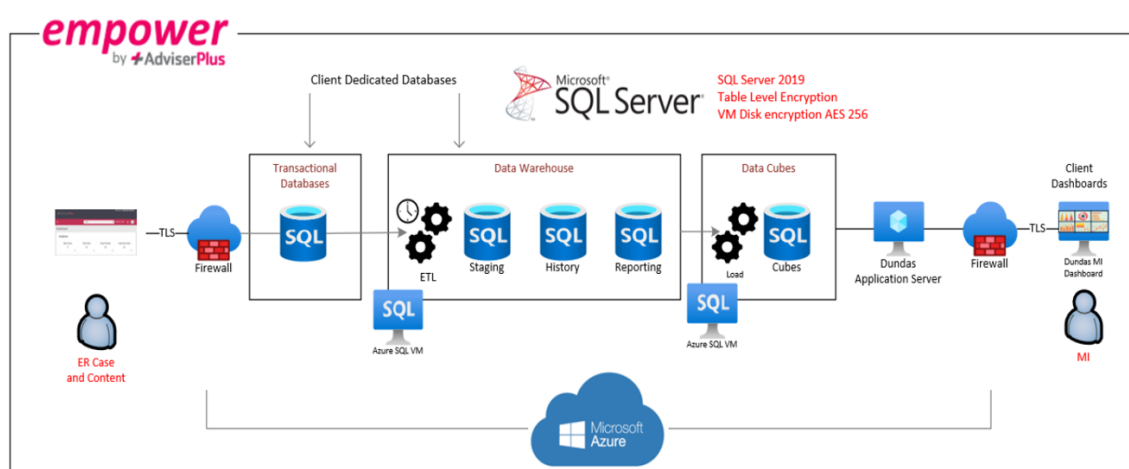 empower
by +AdviserPlus
Client Dedicated Databases
Microsoft®
SQL Server®
SQL Server 2019
Table Level Encryption
VM Disk encryption AES 256
Transactional
Databases
Data Warehouse
Data Cubes
Client
Dashboards
TLS
Firewall
SQL
ETL
SQL
Staging
SQL
History
SQL
Reporting
Load
SQL
Cubes
Dundas
Application Server
Firewall
TLS
Dundas MI
Dashboard
SQL
Azure SQL VM
SQL
Azure SQL VM
ER Case
and Content
MI
Microsoft
Azure